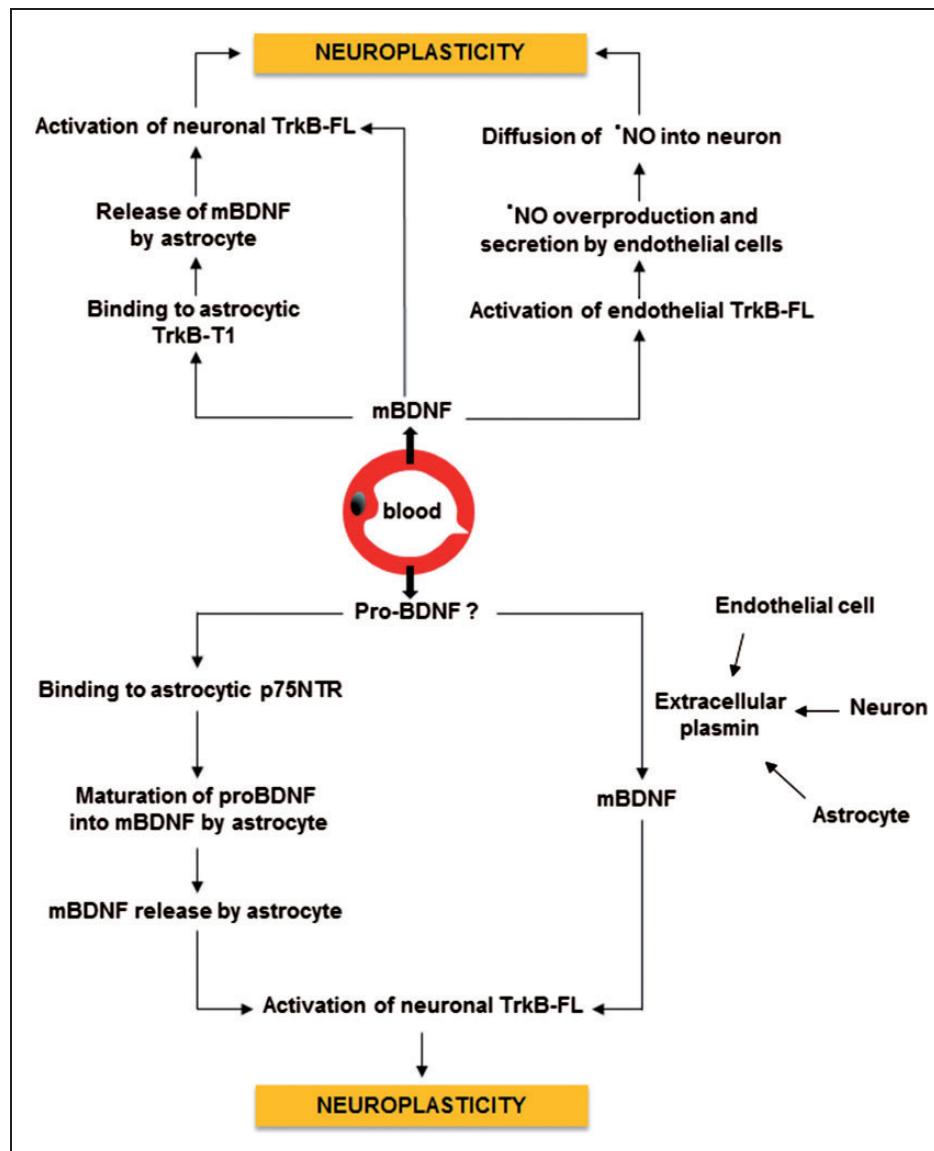 NEUROPLASTICITY
Activation of neuronal TrkB-FL
Diffusion of •NO into neuron
Release of mBDNF
by astrocyte
•NO overproduction and
secretion by endothelial cells
Binding to astrocytic
TrkB-T1
Activation of endothelial TrkB-FL
mBDNF
blood
Pro-BDNF ?
Endothelial cell
Binding to astrocytic p75NTR
Extracellular
plasmin
Neuron
Maturation of proBDNF
into mBDNF by astrocyte
mBDNF
Astrocyte
mBDNF release by astrocyte
Activation of neuronal TrkB-FL
NEUROPLASTICITY